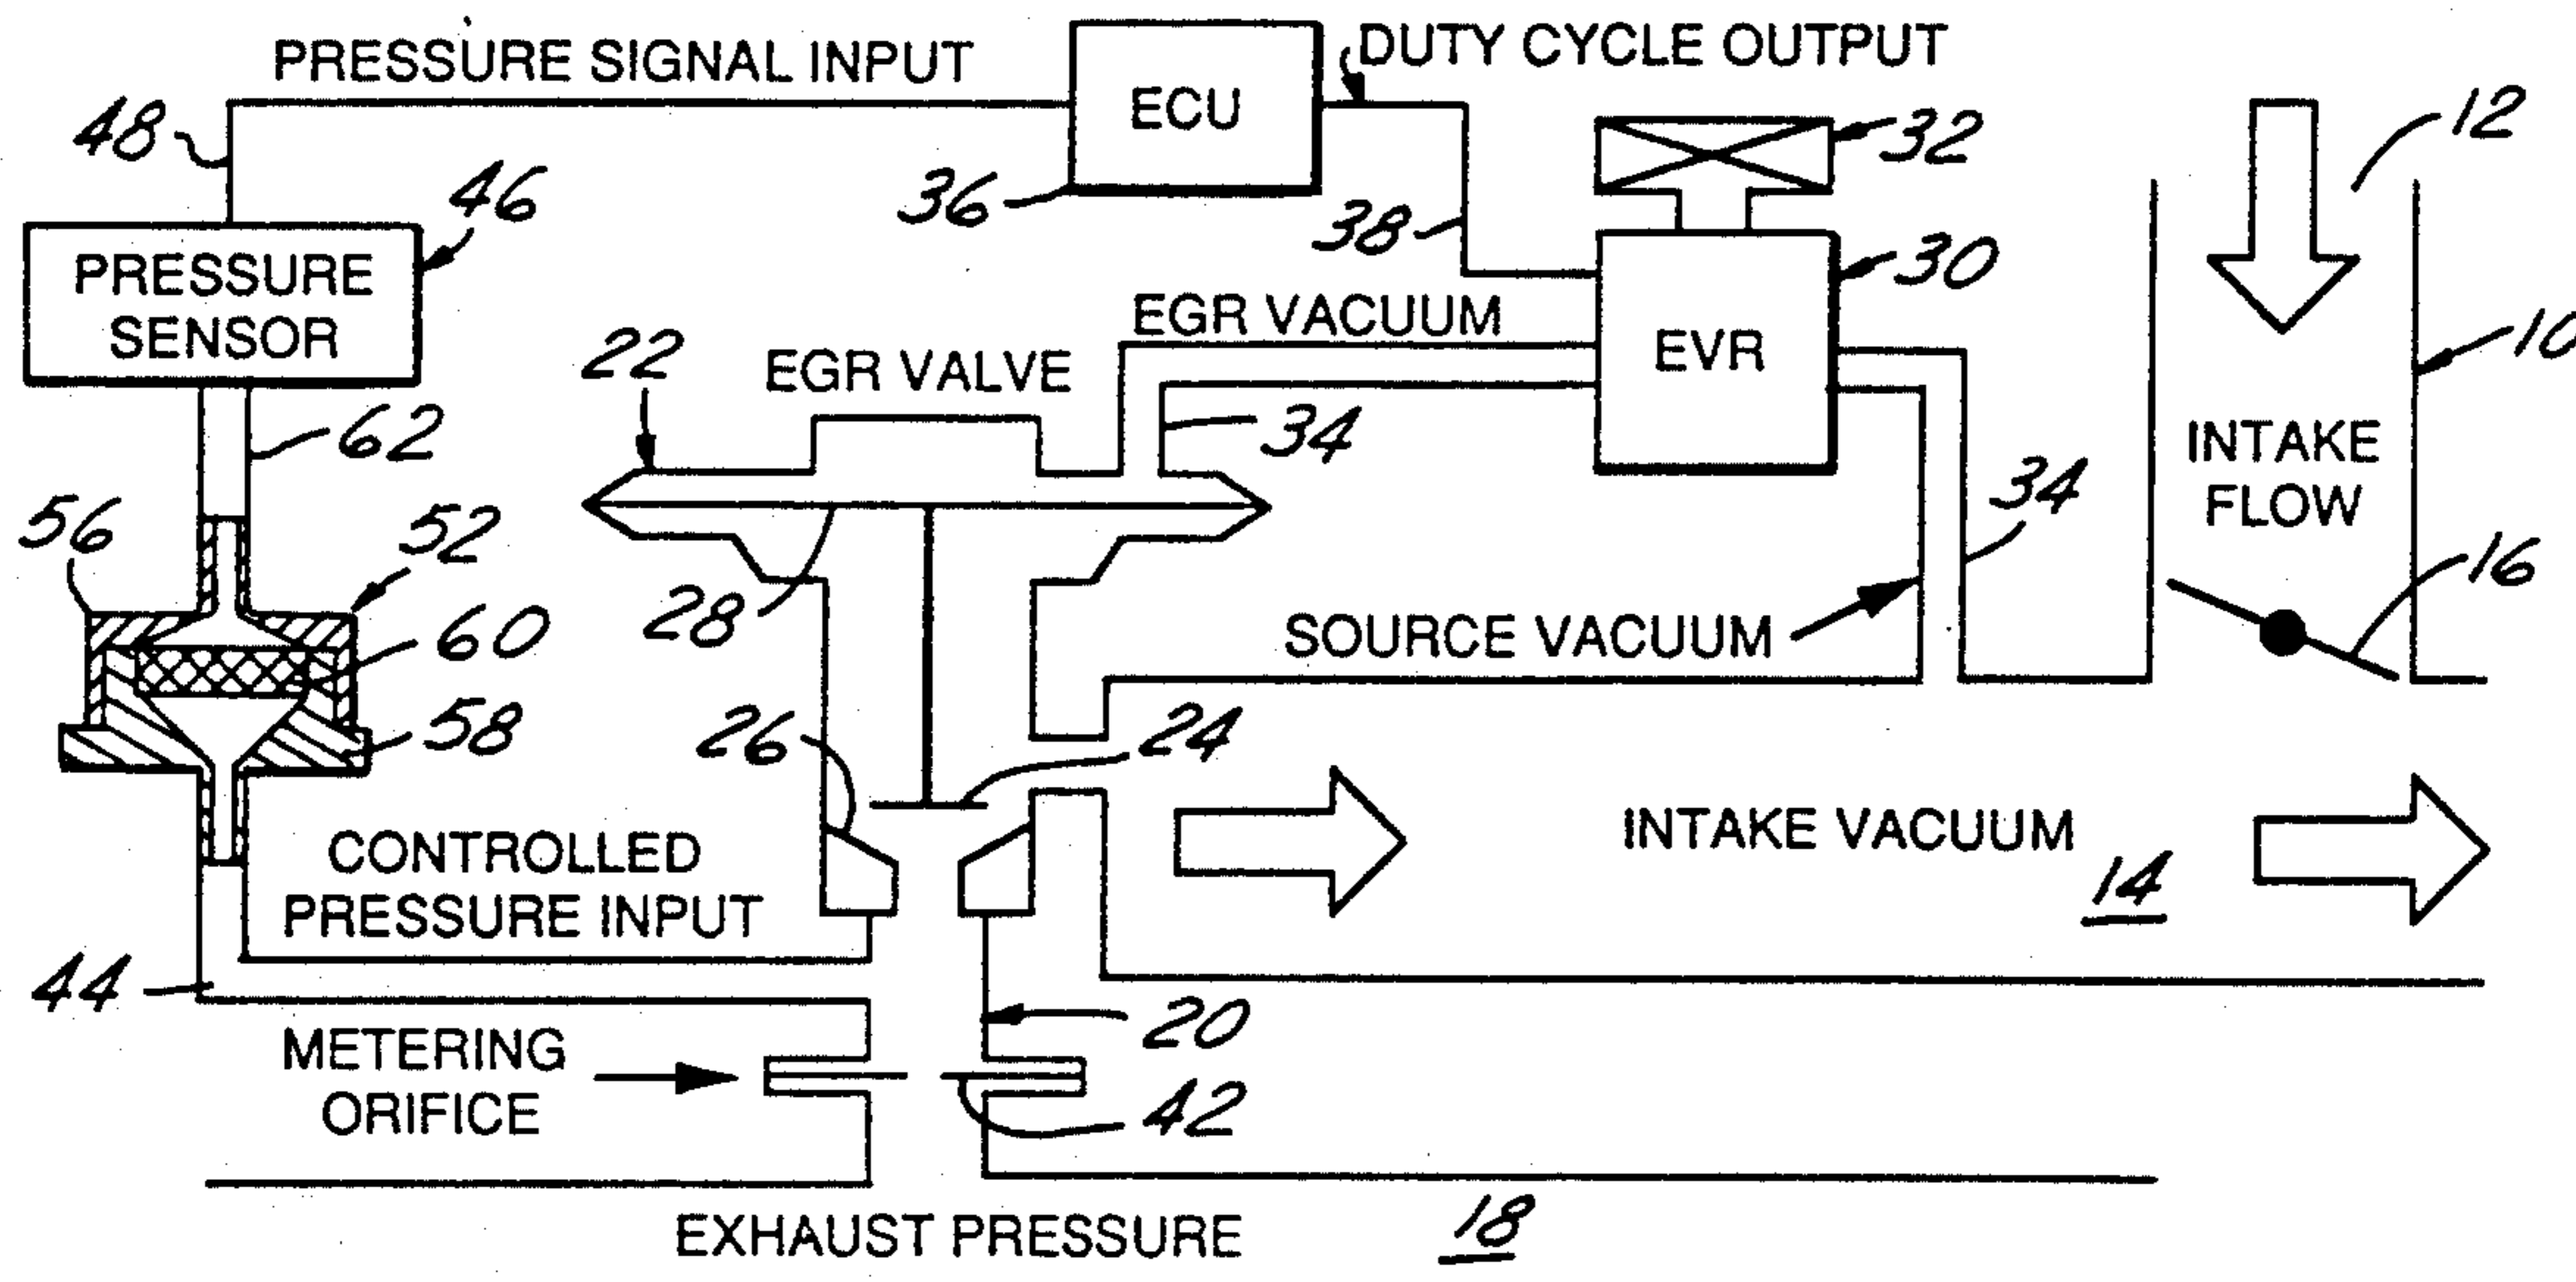 PRESSURE SIGNAL INPUT
ECU
DUTY CYCLE OUTPUT
48
46
36
38
32
12
PRESSURE
SENSOR
30
10
EGR VACUUM
EVR
22
EGR VALVE
62
34
INTAKE
FLOW
34
56
52
16
28
60
SOURCE VACUUM
58
26
24
CONTROLLED
PRESSURE INPUT
INTAKE VACUUM
14
44
20
METERING
ORIFICE
42
EXHAUST PRESSURE
18